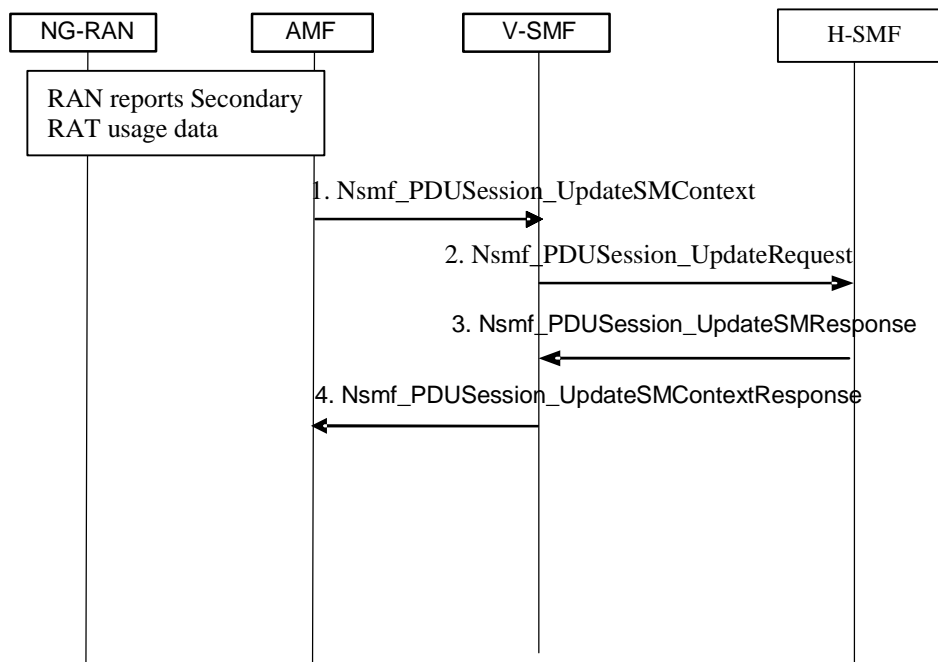 NG-RAN
AMF
V-SMF
H-SMF
RAN reports Secondary
RAT usage data
1. Nsmf_PDUSession_UpdateSMContext
2. Nsmf_PDUSession_UpdateRequest
3. Nsmf_PDUSession_UpdateSMResponse
4. Nsmf_PDUSession_UpdateSMContextResponse